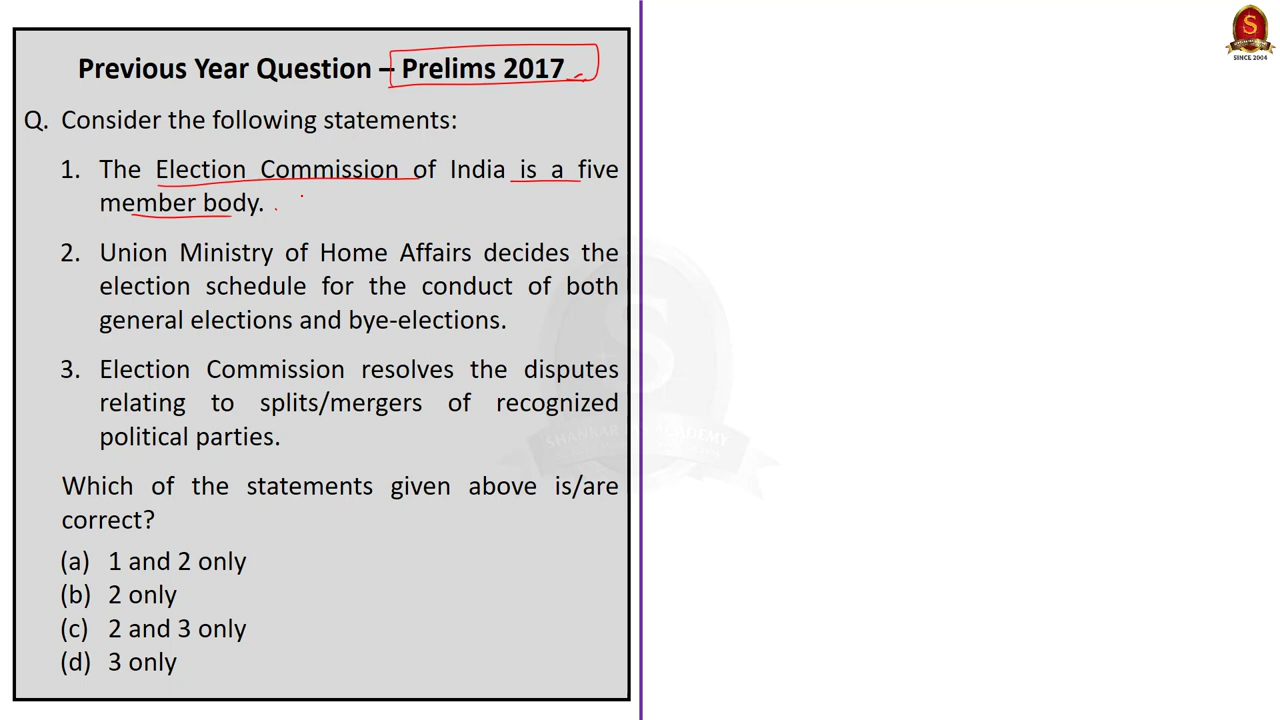 Previous Year Question – Prelims 2017
Q. Consider the following statements:
1. The Election Commission of India is a five
member body.
2. Union Ministry of Home Affairs decides the
election schedule for the conduct of both
general elections and bye-elections.
3. Election Commission resolves the disputes
relating to splits/mergers of recognized
political parties.
Which of the statements given above is/are
correct?
(a) 1 and 2 only
(b) 2 only
(c) 2 and 3 only
(d) 3 only
S
SINCE 2004
S
SHANKAR IAS ACADEMY